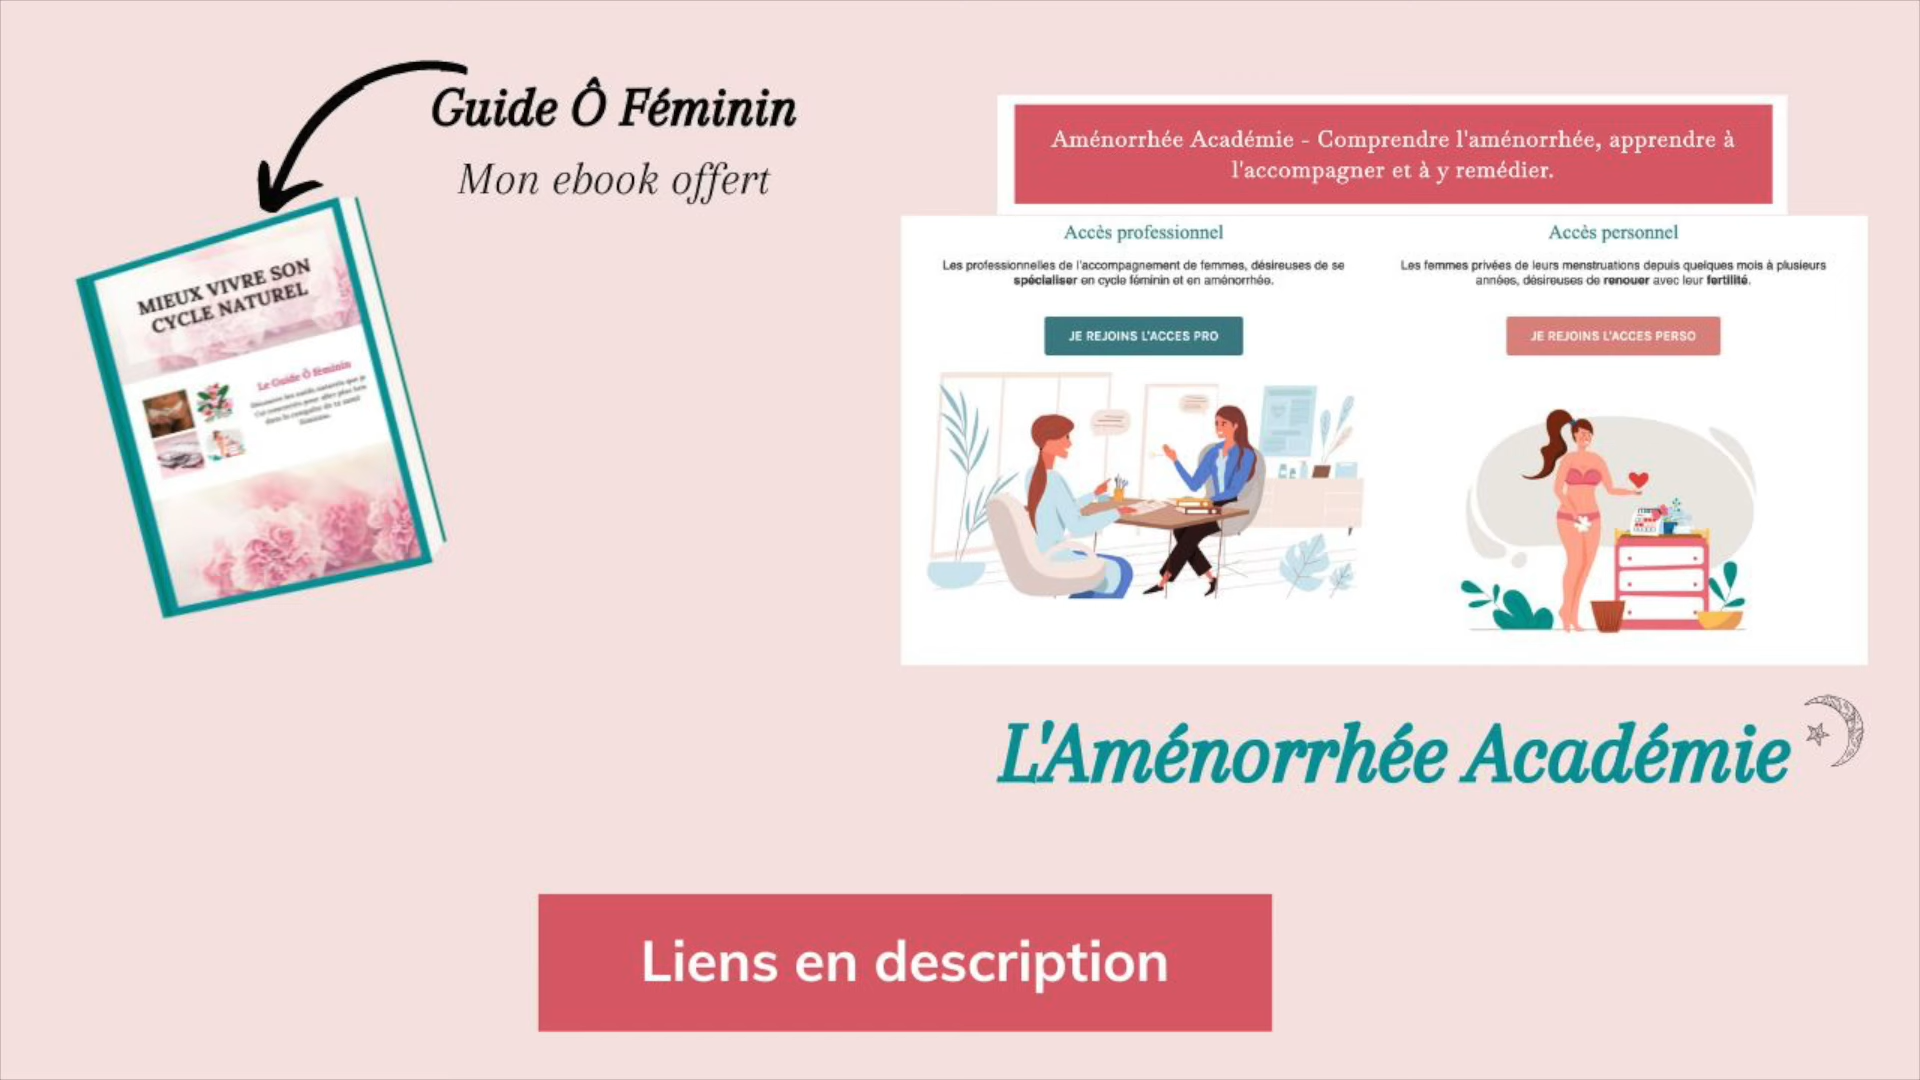 Guide Ô Féminin
Mon ebook offert
MIEUX VIVRE SON
CYCLE NATUREL
Le Guide Ô féminin
Aménorrhée Académie - Comprendre l'aménorrhée, apprendre à
l'accompagner et à y remédier.
Accès professionnel
Les professionnelles de l'accompagnement de femmes, désireuses de se
spécialiser en cycle féminin et en aménorrhée.
JE REJOINS L'ACCES PRO
Accès personnel
Les femmes privées de leurs menstruations depuis quelques mois à plusieurs
années, désireuses de renouer avec leur fertilité.
JE REJOINS L'ACCES PERSO
L'Aménorrhée Académie
Liens en description